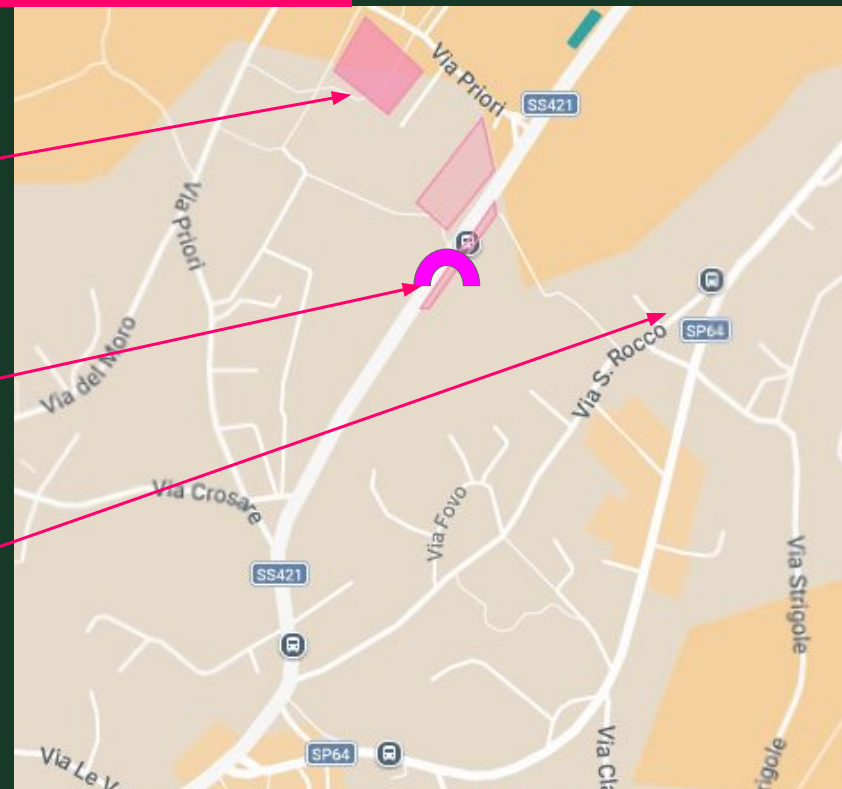 Via Priori
SS421
Via Priori
SP64
Via S. Rocco
Via del Moro
Via Crosare
Via Fovo
SS421
Via Strigole
SP64
Via Le V
Via Cla
rigole